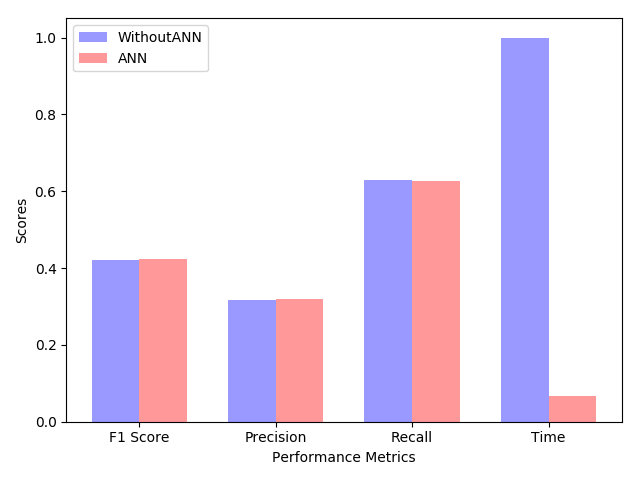 WithoutANN
ANN
1.0
0.8
0.6
0.4
0.2
0.0
Scores
F1 Score Precision Recall Time
Performance Metrics